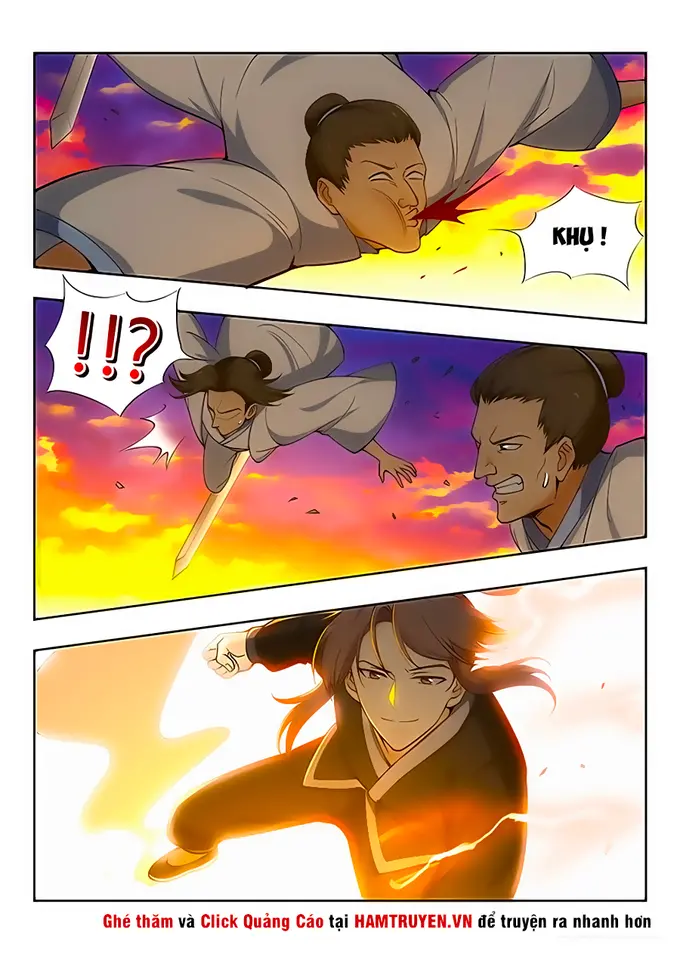 KHỤ !
!!?
Ghé thăm và Click Quảng Cáo tại HAMTRUYEN.VN để truyện ra nhanh hơn